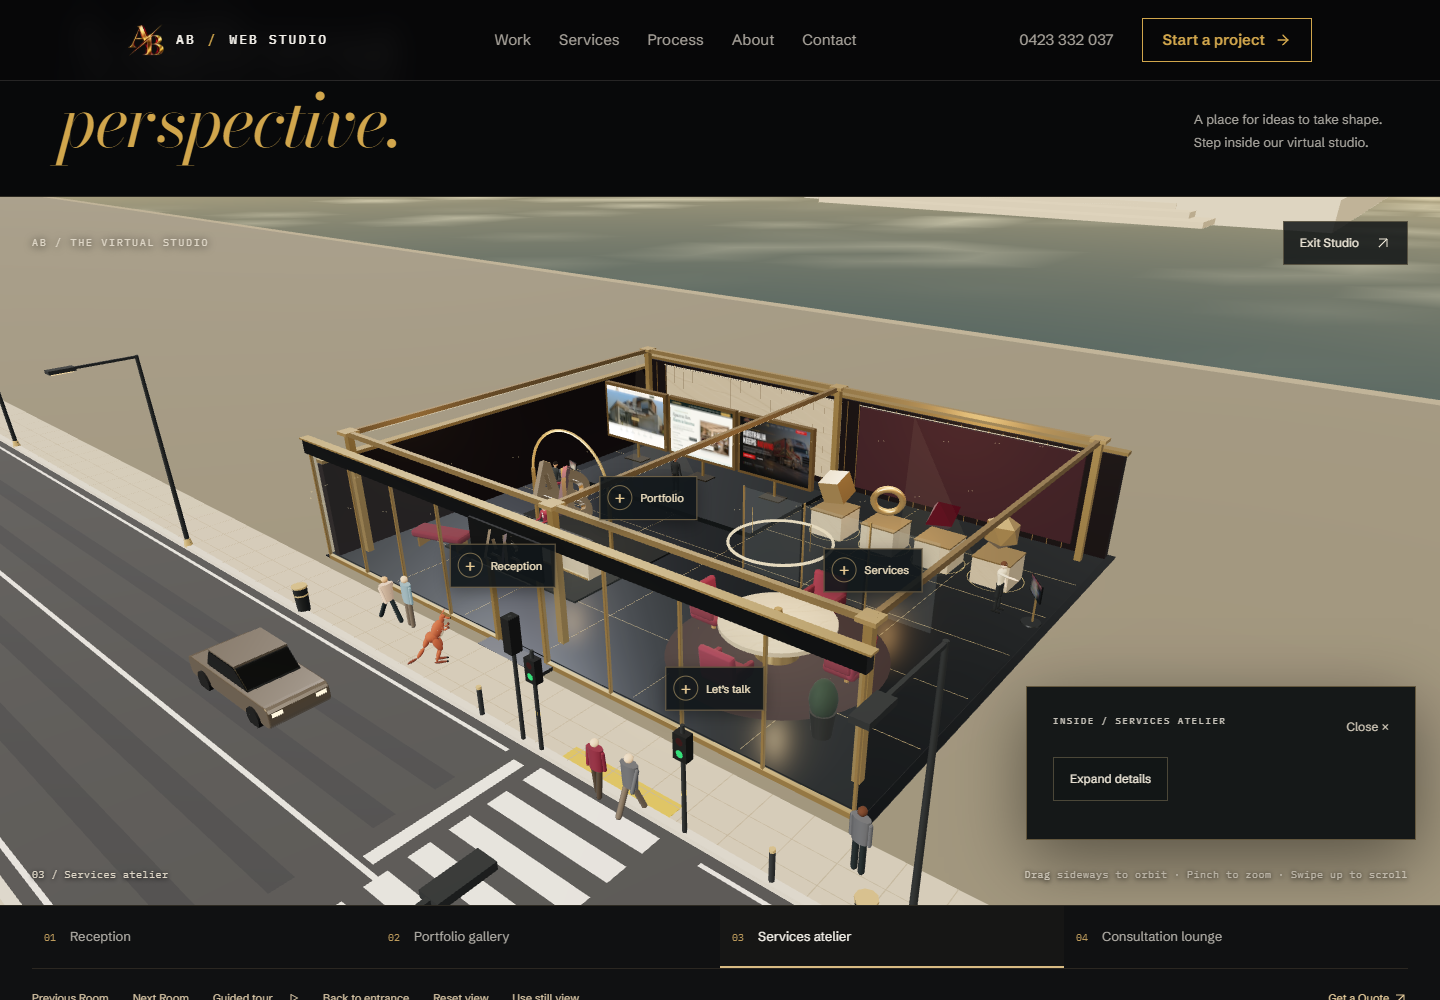 AB / WEB STUDIO
Work
Services
Process
About
Contact
0423 332 037
Start a project →
perspective.
A place for ideas to take shape.
Step inside our virtual studio.
AB / THE VIRTUAL STUDIO
Exit Studio
+ Portfolio
+ Reception
+ Services
+ Let's talk
INSIDE / SERVICES ATELIER
Close ×
Expand details
03 / Services atelier
Drag sideways to orbit · Pinch to zoom · Swipe up to scroll
01 Reception
02 Portfolio gallery
03 Services atelier
04 Consultation lounge
Previous Room
Next Room
Guided tour
Back to entrance
Reset view
Use still view
Get a Quote